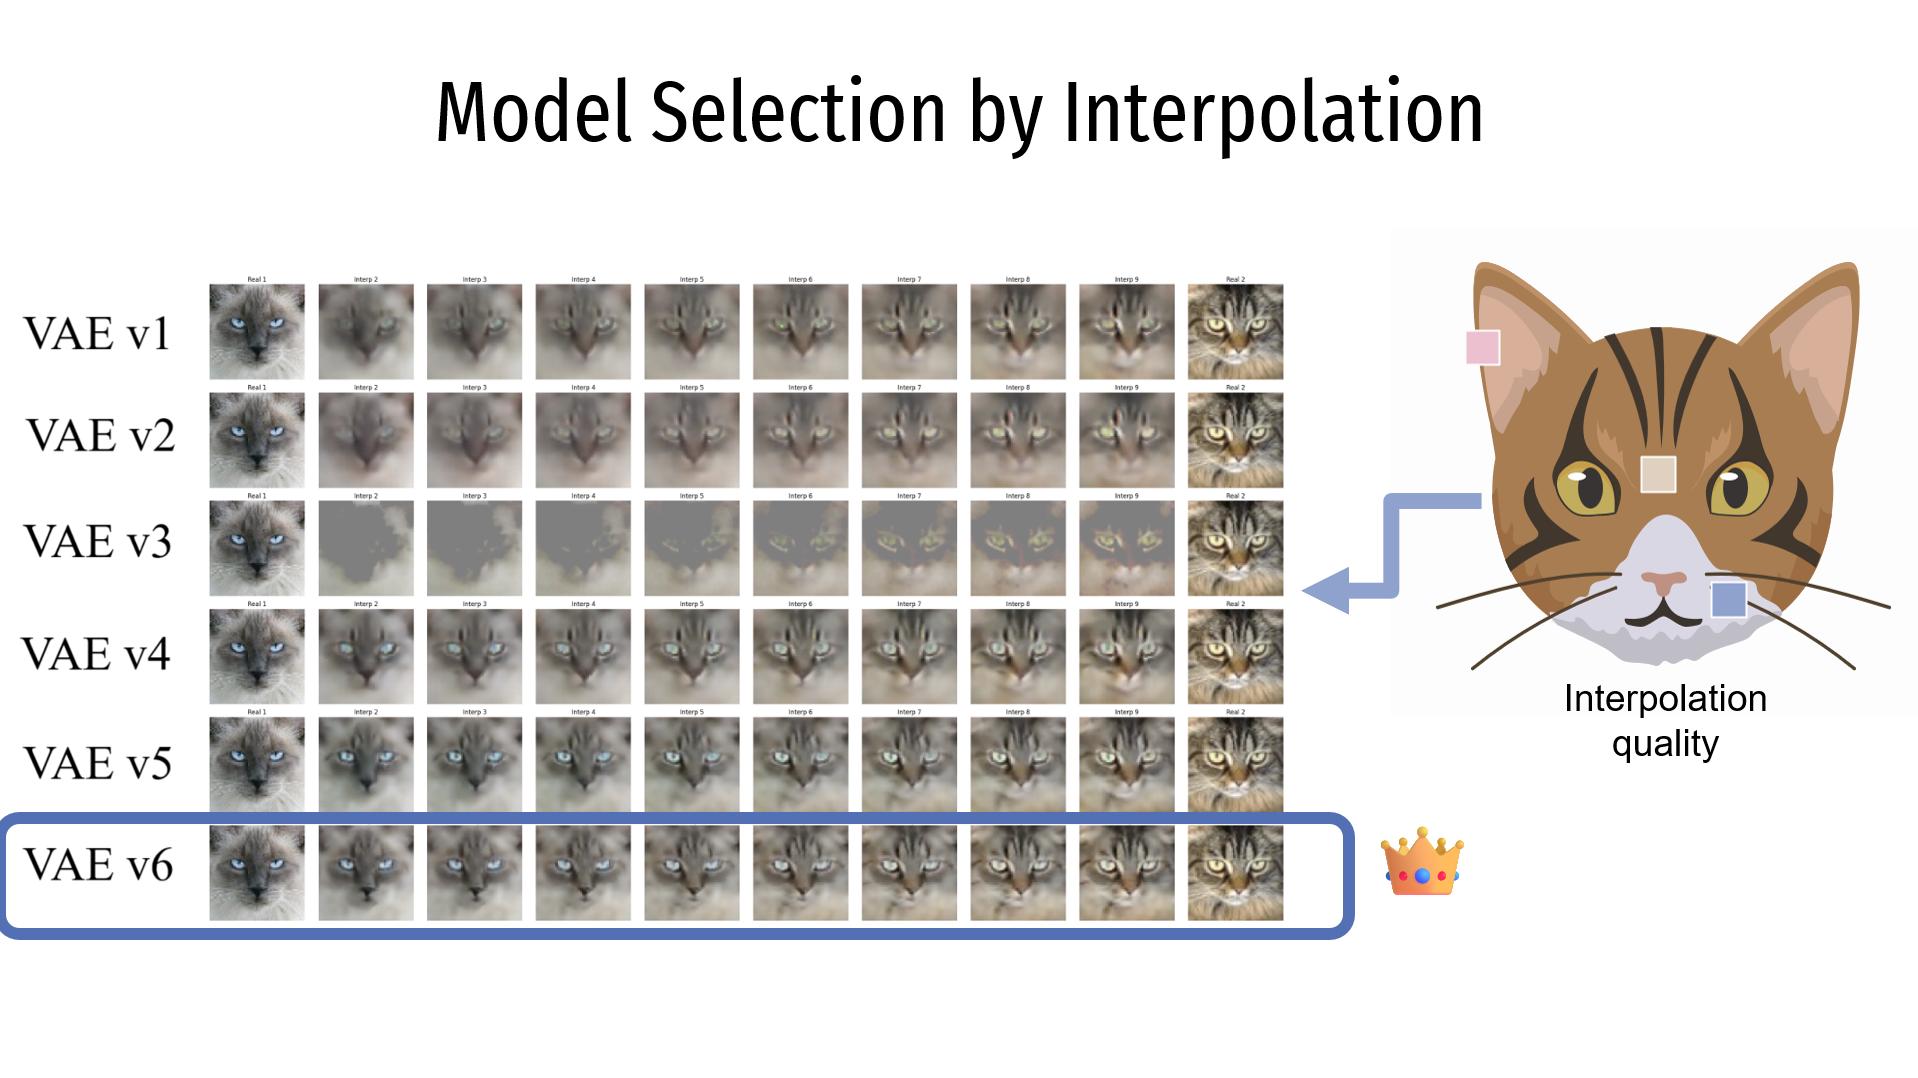 Model Selection by Interpolation
Real 1 Interp 2 Interp 3 Interp 4 Interp 5 Interp 6 Interp 7 Interp 8 Interp 9 Real 2
VAE v1
Real 1 Interp 2 Interp 3 Interp 4 Interp 5 Interp 6 Interp 7 Interp 8 Interp 9 Real 2
VAE v2
Real 1 Interp 2 Interp 3 Interp 4 Interp 5 Interp 6 Interp 7 Interp 8 Interp 9 Real 2
VAE v3
Real 1 Interp 2 Interp 3 Interp 4 Interp 5 Interp 6 Interp 7 Interp 8 Interp 9 Real 2
VAE v4
Real 1 Interp 2 Interp 3 Interp 4 Interp 5 Interp 6 Interp 7 Interp 8 Interp 9 Real 2
VAE v5
VAE v6
Interpolation
quality